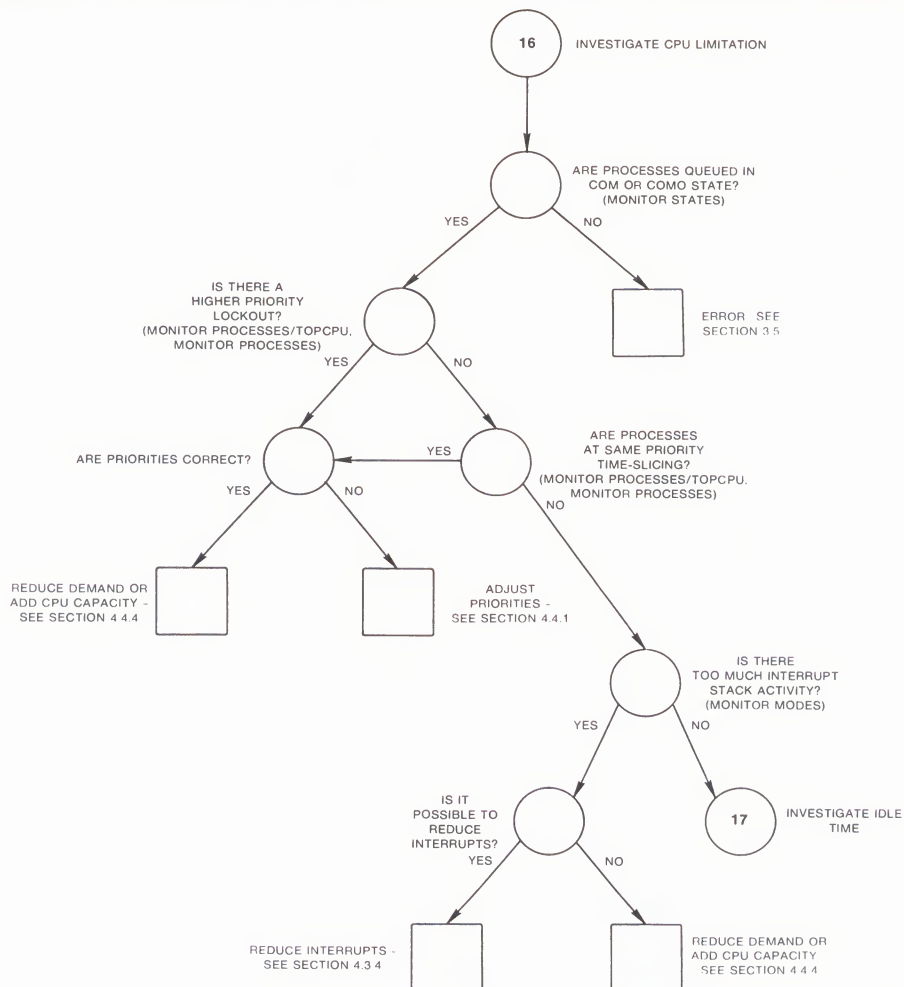 16
INVESTIGATE CPU LIMITATION
ARE PROCESSES QUEUED IN
COM OR COMO STATE?
(MONITOR STATES)
YES
NO
IS THERE A
HIGHER PRIORITY
LOCKOUT?
(MONITOR PROCESSES/TOPCPU,
MONITOR PROCESSES)
ERROR SEE
SECTION 3.5
YES
NO
ARE PRIORITIES CORRECT?
YES
ARE PROCESSES
AT SAME PRIORITY
TIME-SLICING?
(MONITOR PROCESSES/TOPCPU.
MONITOR PROCESSES)
YES
NO
NO
REDUCE DEMAND OR
ADD CPU CAPACITY -
SEE SECTION 4.4.4
ADJUST
PRIORITIES -
SEE SECTION 4.4.1
IS THERE
TOO MUCH INTERRUPT
STACK ACTIVITY?
(MONITOR MODES)
YES
NO
IS IT
POSSIBLE TO
REDUCE
INTERRUPTS?
17
INVESTIGATE IDLE
TIME
YES
NO
REDUCE INTERRUPTS -
SEE SECTION 4.3.4
REDUCE DEMAND OR
ADD CPU CAPACITY
SEE SECTION 4.4.4